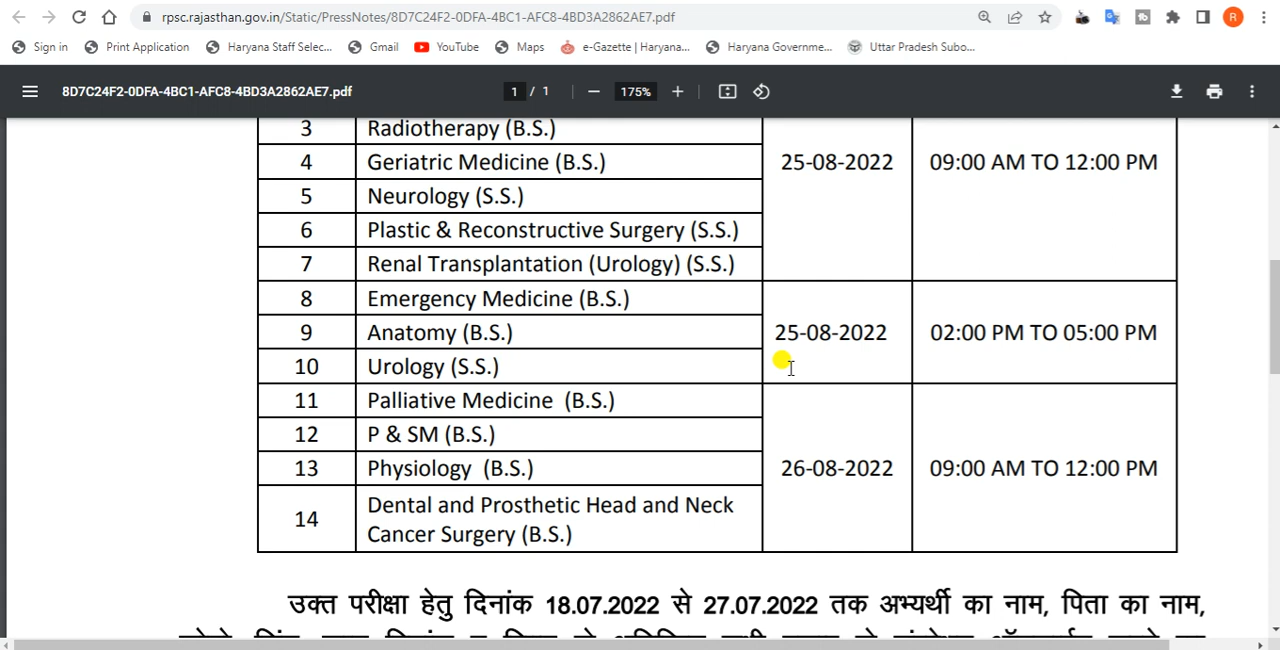 rpsc.rajasthan.gov.in/Static/PressNotes/8D7C24F2-0DFA-4BC1-AFC8-4BD3A2862AE7.pdf
R
Sign in Print Application Haryana Staff Selec... Gmail YouTube Maps e-Gazette | Haryana... Haryana Governme... Uttar Pradesh Subo...
8D7C24F2-0DFA-4BC1-AFC8-4BD3A2862AE7.pdf 1 / 1 175%
3 Radiotherapy (B.S.)
4 Geriatric Medicine (B.S.) 25-08-2022 09:00 AM TO 12:00 PM
5 Neurology (S.S.)
6 Plastic & Reconstructive Surgery (S.S.)
7 Renal Transplantation (Urology) (S.S.)
8 Emergency Medicine (B.S.)
9 Anatomy (B.S.) 25-08-2022 02:00 PM TO 05:00 PM
10 Urology (S.S.)
11 Palliative Medicine (B.S.)
12 P & SM (B.S.)
13 Physiology (B.S.) 26-08-2022 09:00 AM TO 12:00 PM
14 Dental and Prosthetic Head and Neck
Cancer Surgery (B.S.)
उक्त परीक्षा हेतु दिनांक 18.07.2022 से 27.07.2022 तक अभ्यर्थी का नाम, पिता का नाम,